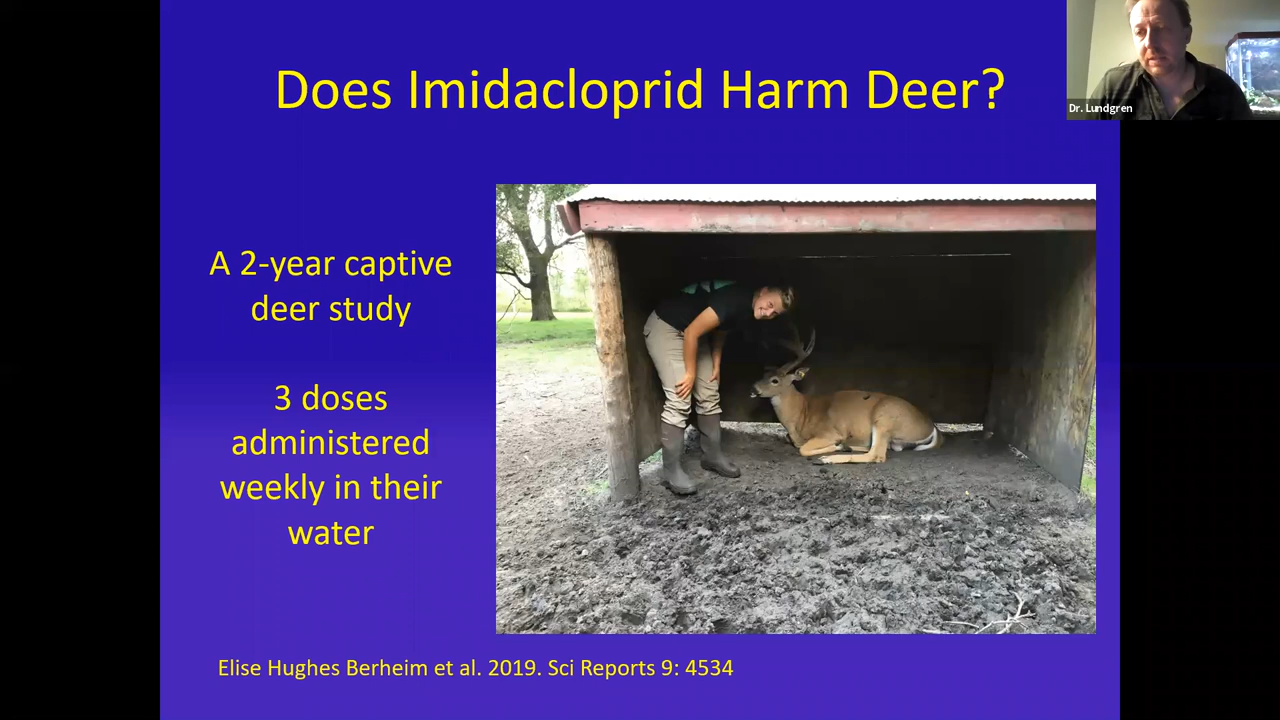 Does Imidacloprid Harm Deer?
Dr. Lundgren
A 2-year captive
deer study
3 doses
administered
weekly in their
water
Elise Hughes Berheim et al. 2019. Sci Reports 9: 4534